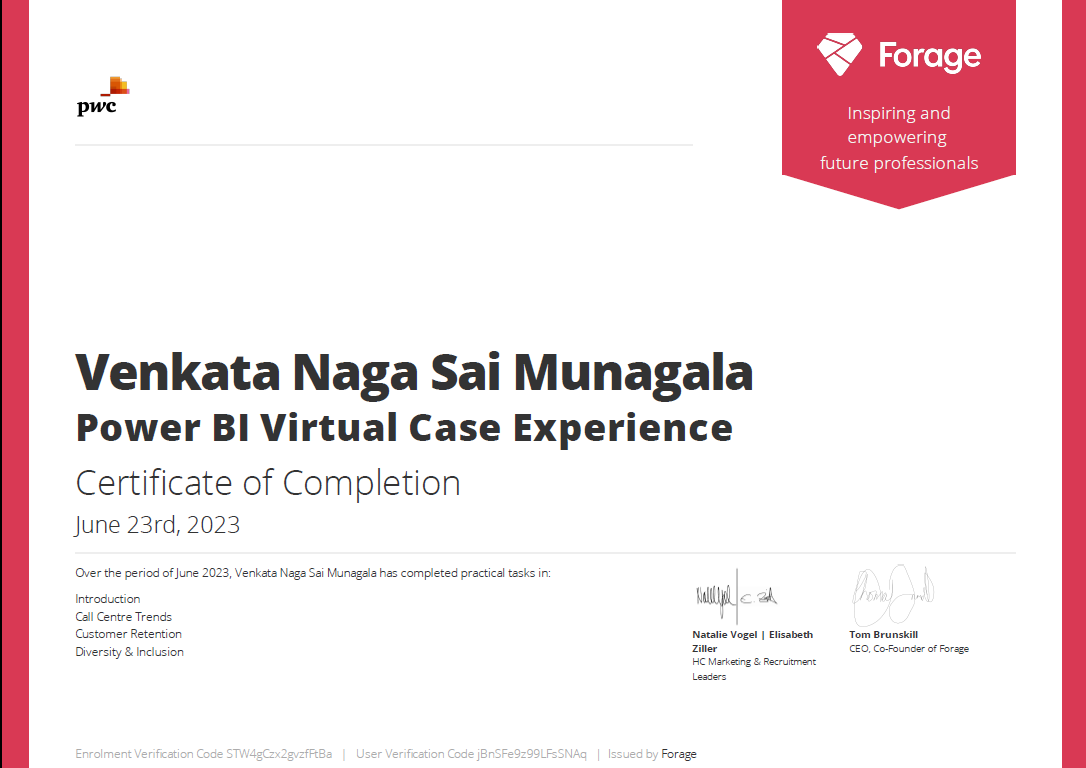 pwc
Forage
Inspiring and
empowering
future professionals
Venkata Naga Sai Munagala
Power BI Virtual Case Experience
Certificate of Completion
June 23rd, 2023
Over the period of June 2023, Venkata Naga Sai Munagala has completed practical tasks in:
Introduction
Call Centre Trends
Customer Retention
Diversity & Inclusion
Natalie Vogel | Elisabeth
Ziller
HC Marketing & Recruitment
Leaders
Tom Brunskill
CEO, Co-Founder of Forage
Enrolment Verification Code STW4gCzx2gvzfFtBa | User Verification Code jBnSFe9z99LFsSNAq | Issued by Forage